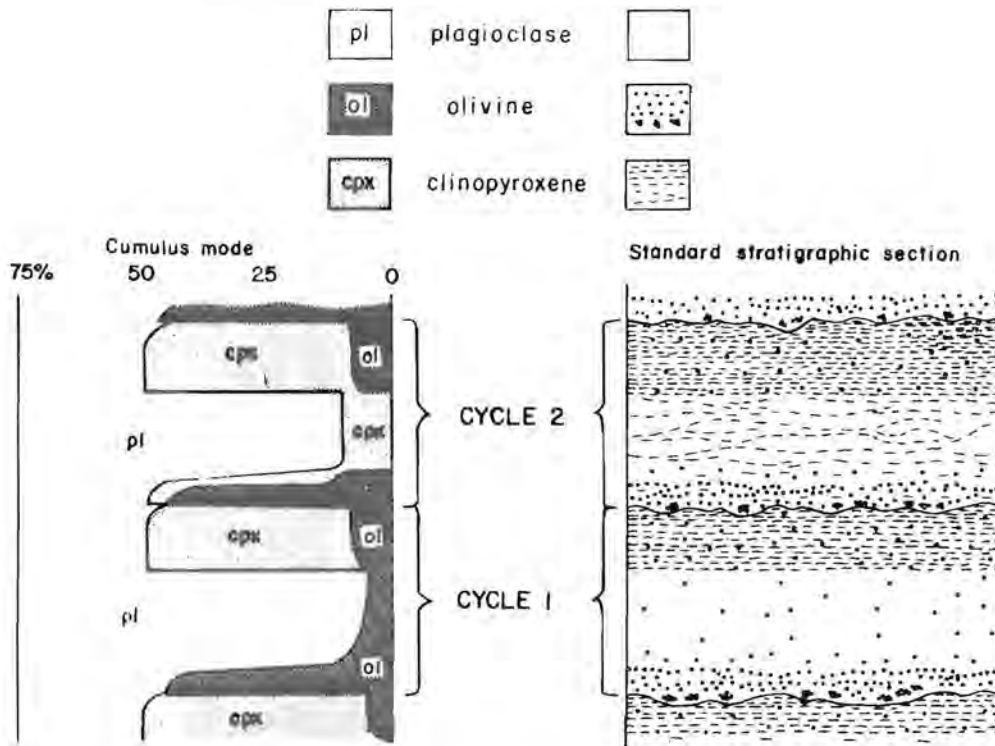 pl plagioclase
ol olivine
cpx clinopyroxene
Cumulus mode
75% 50 25 0
Standard stratigraphic section
cpx ol
pl cpx
CYCLE 2
cpx ol
pl
CYCLE 1
ol
cpx